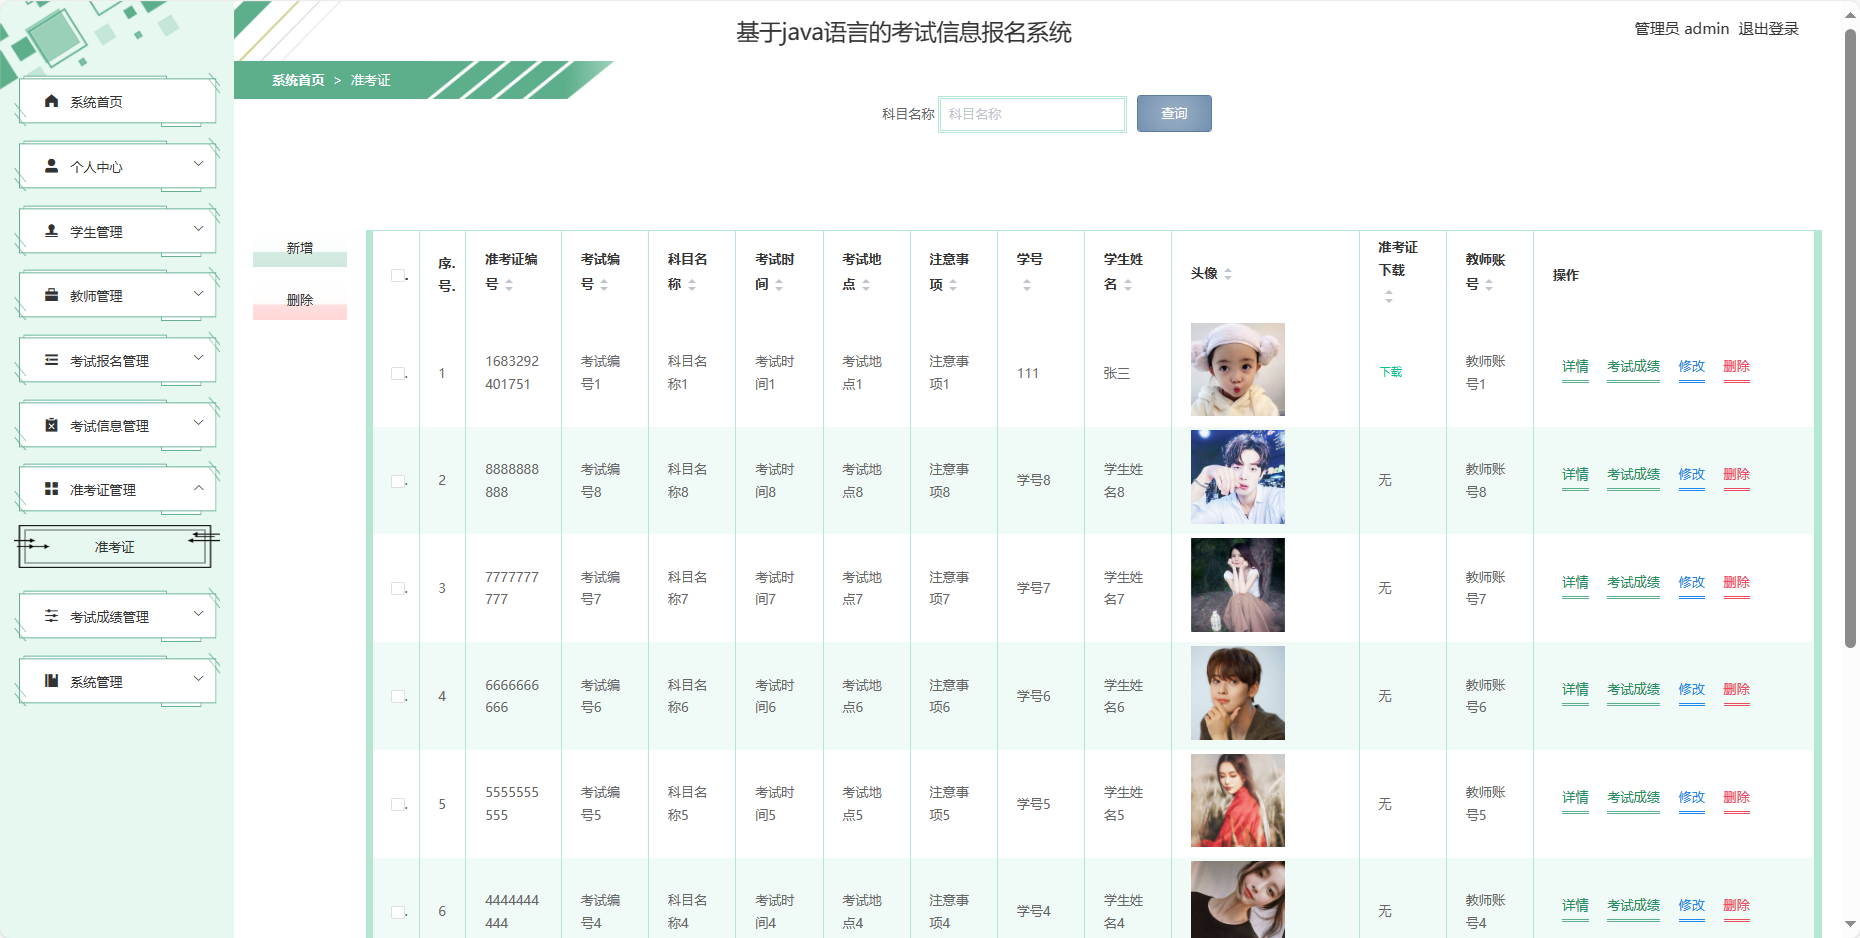 基于java语言的考试信息报名系统
管理员 admin 退出登录
系统首页 > 准考证
科目名称 科目名称 查询
系统首页
个人中心
学生管理
教师管理
考试报名管理
考试信息管理
准考证管理
准考证
考试成绩管理
系统管理
新增
删除
序号 准考证编号 考试编号 科目名称 考试时间 考试地点 注意事项 学号 学生姓名 头像 准考证下载 教师账号 操作
1 1683292401751 考试编号1 科目名称1 考试时间1 考试地点1 注意事项1 111 张三 下载 教师账号1 详情 考试成绩 修改 删除
2 8888888888 考试编号8 科目名称8 考试时间8 考试地点8 注意事项8 学号8 学生姓名8 无 教师账号8 详情 考试成绩 修改 删除
3 7777777777 考试编号7 科目名称7 考试时间7 考试地点7 注意事项7 学号7 学生姓名7 无 教师账号7 详情 考试成绩 修改 删除
4 6666666666 考试编号6 科目名称6 考试时间6 考试地点6 注意事项6 学号6 学生姓名6 无 教师账号6 详情 考试成绩 修改 删除
5 5555555555 考试编号5 科目名称5 考试时间5 考试地点5 注意事项5 学号5 学生姓名5 无 教师账号5 详情 考试成绩 修改 删除
6 4444444444 考试编号4 科目名称4 考试时间4 考试地点4 注意事项4 学号4 学生姓名4 无 教师账号4 详情 考试成绩 修改 删除